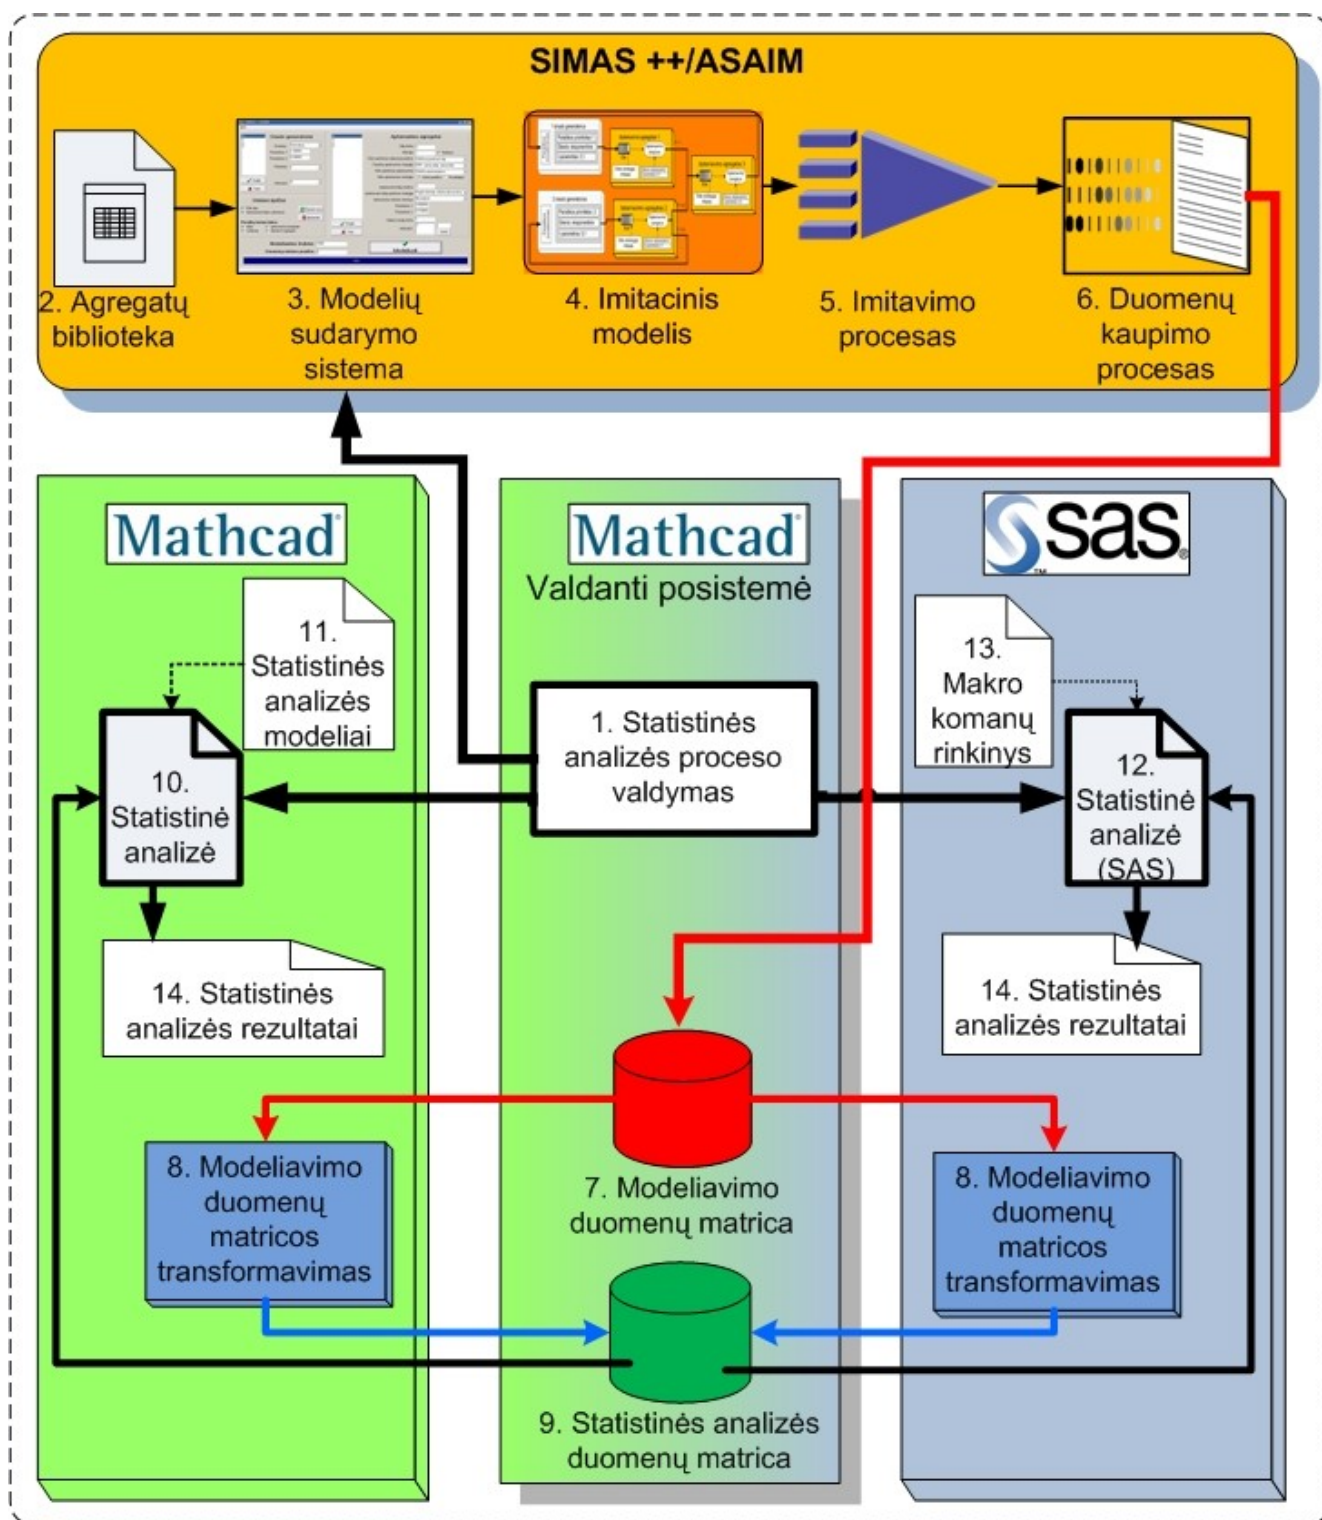 SIMAS ++/ASAIM
2. Agregatų
biblioteka
3. Modelių
sudarymo
sistema
4. Imitacinis
modelis
5. Imitavimo
procesas
6. Duomenų
kaupimo
procesas
Mathcad
11.
Statistinės
analizės
modeliai
10.
Statistinė
analizė
14. Statistinės
analizės rezultatai
8. Modeliavimo
duomenų
matricos
transformavimas
Mathcad
Valdanti posistemė
1. Statistinės
analizės proceso
valdymas
7. Modeliavimo
duomenų matrica
9. Statistinės analizės
duomenų matrica
sas
®
TM
13.
Makro
komanų
rinkinys
12.
Statistinė
analizė
(SAS)
14. Statistinės
analizės rezultatai
8. Modeliavimo
duomenų
matricos
transformavimas